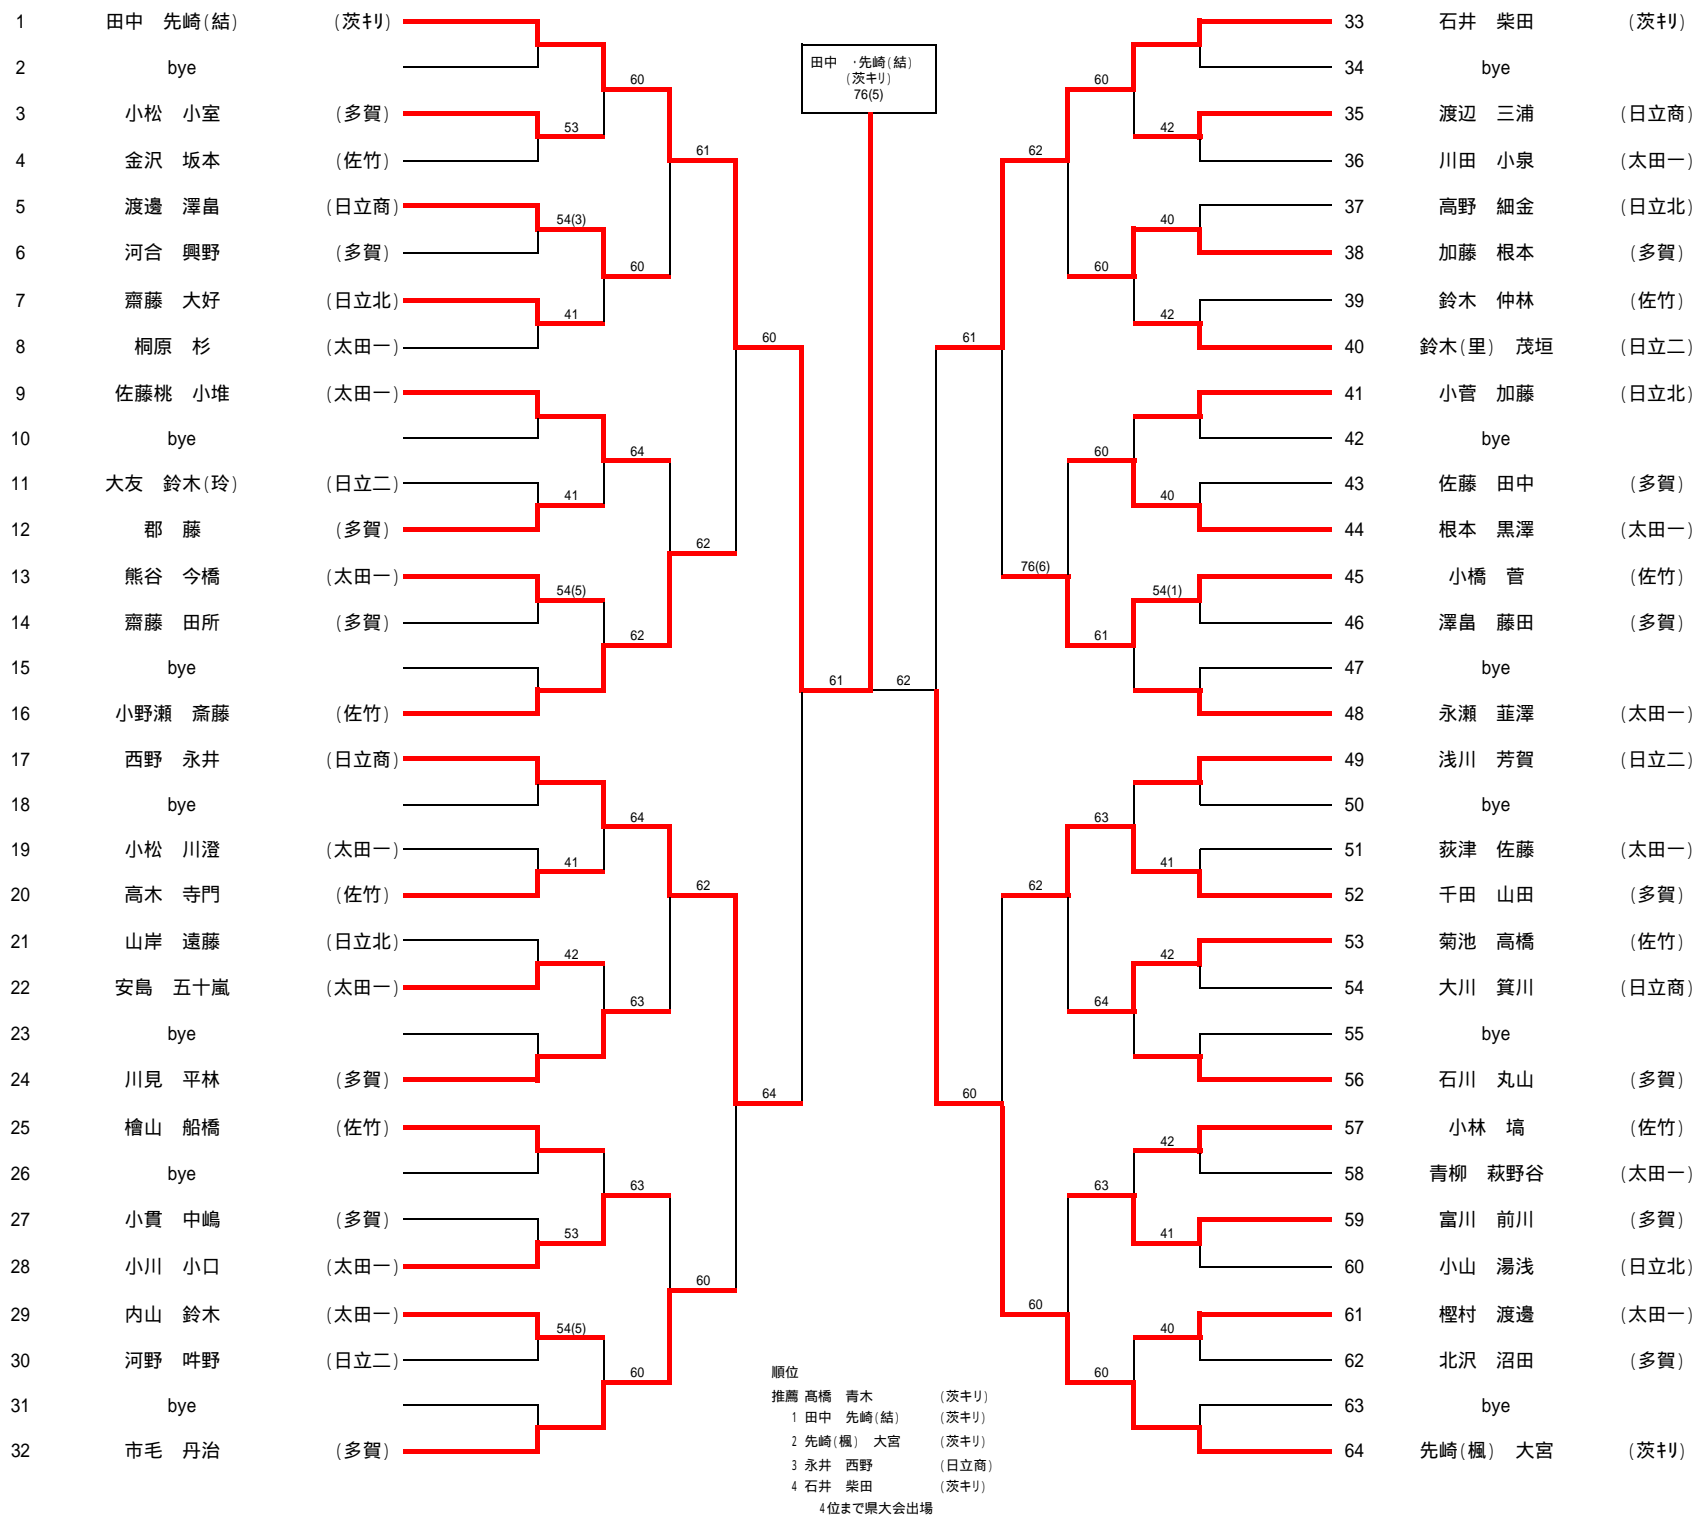 1 田中 先崎(結) (茨キリ)
2 bye
3 小松 小室 (多賀)
4 金沢 坂本 (佐竹)
5 渡邊 澤畠 (日立商)
6 河合 興野 (多賀)
7 齋藤 大好 (日立北)
8 桐原 杉 (太田一)
9 佐藤桃 小堆 (太田一)
10 bye
11 大友 鈴木(玲) (日立二)
12 郡 藤 (多賀)
13 熊谷 今橋 (太田一)
14 齋藤 田所 (多賀)
15 bye
16 小野瀬 斎藤 (佐竹)
17 西野 永井 (日立商)
18 bye
19 小松 川澄 (太田一)
20 高木 寺門 (佐竹)
21 山岸 遠藤 (日立北)
22 安島 五十嵐 (太田一)
23 bye
24 川見 平林 (多賀)
25 檜山 船橋 (佐竹)
26 bye
27 小貫 中嶋 (多賀)
28 小川 小口 (太田一)
29 内山 鈴木 (太田一)
30 河野 吽野 (日立二)
31 bye
32 市毛 丹治 (多賀)
53
54(3)
41
41
54(5)
41
42
53
54(5)
60
60
64
62
64
63
63
60
61
62
62
60
60
64
61
田中 ・先崎(結)
(茨キリ)
76(5)
62
61
60
62
76(6)
62
60
60
60
60
61
63
64
63
60
42
40
42
40
54(1)
41
42
42
41
40
33 石井 柴田 (茨キリ)
34 bye
35 渡辺 三浦 (日立商)
36 川田 小泉 (太田一)
37 高野 細金 (日立北)
38 加藤 根本 (多賀)
39 鈴木 仲林 (佐竹)
40 鈴木(里) 茂垣 (日立二)
41 小菅 加藤 (日立北)
42 bye
43 佐藤 田中 (多賀)
44 根本 黒澤 (太田一)
45 小橋 菅 (佐竹)
46 澤畠 藤田 (多賀)
47 bye
48 永瀬 韮澤 (太田一)
49 浅川 芳賀 (日立二)
50 bye
51 荻津 佐藤 (太田一)
52 千田 山田 (多賀)
53 菊池 高橋 (佐竹)
54 大川 箕川 (日立商)
55 bye
56 石川 丸山 (多賀)
57 小林 塙 (佐竹)
58 青柳 萩野谷 (太田一)
59 富川 前川 (多賀)
60 小山 湯浅 (日立北)
61 樫村 渡邊 (太田一)
62 北沢 沼田 (多賀)
63 bye
64 先崎(楓) 大宮 (茨キリ)
順位
推薦 髙橋 青木 (茨キリ)
1 田中 先崎(結) (茨キリ)
2 先崎(楓) 大宮 (茨キリ)
3 永井 西野 (日立商)
4 石井 柴田 (茨キリ)
4位まで県大会出場